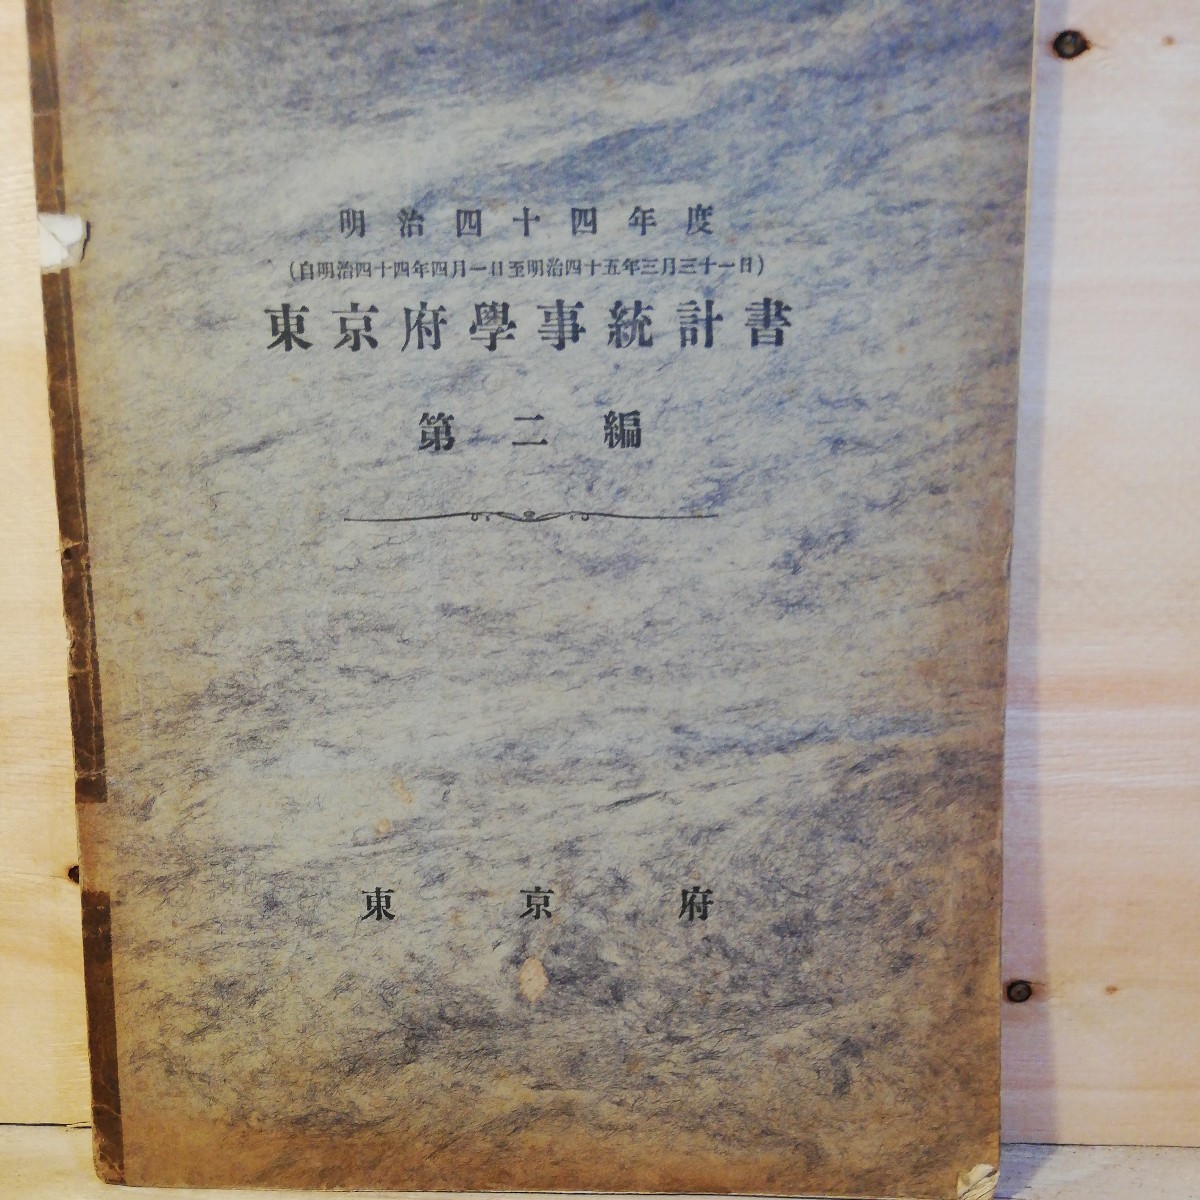 明治四十四年度
(自明治四十四年四月一日至明治四十五年三月三十一日)
東京府學事統計書
第二編
東京府